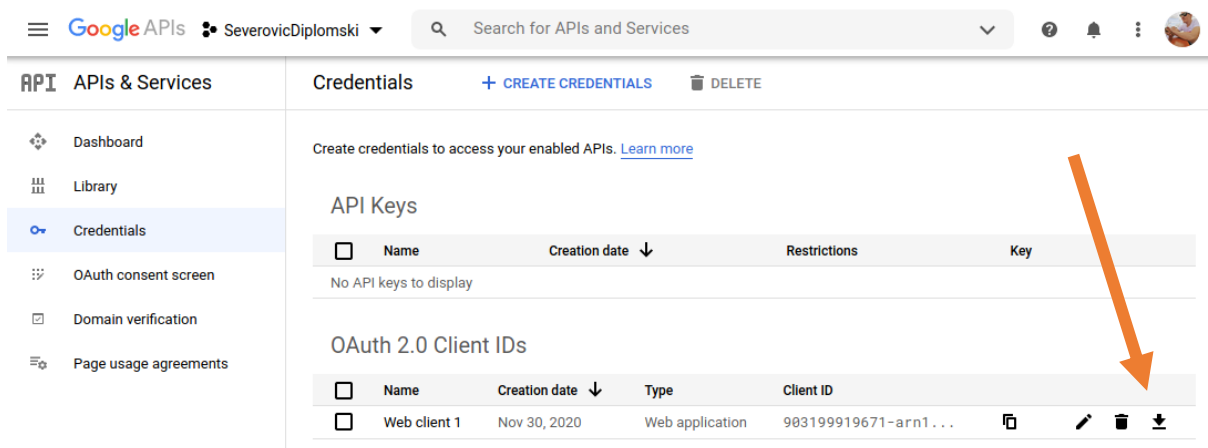 Google APIs SeverovicDiplomski Search for APIs and Services
API APIs & Services Credentials + CREATE CREDENTIALS DELETE
Dashboard
Library
Credentials
OAuth consent screen
Domain verification
Page usage agreements
Create credentials to access your enabled APIs. Learn more
API Keys
Name Creation date Restrictions Key
No API keys to display
OAuth 2.0 Client IDs
Name Creation date Type Client ID
Web client 1 Nov 30, 2020 Web application 903199919671-arn1...